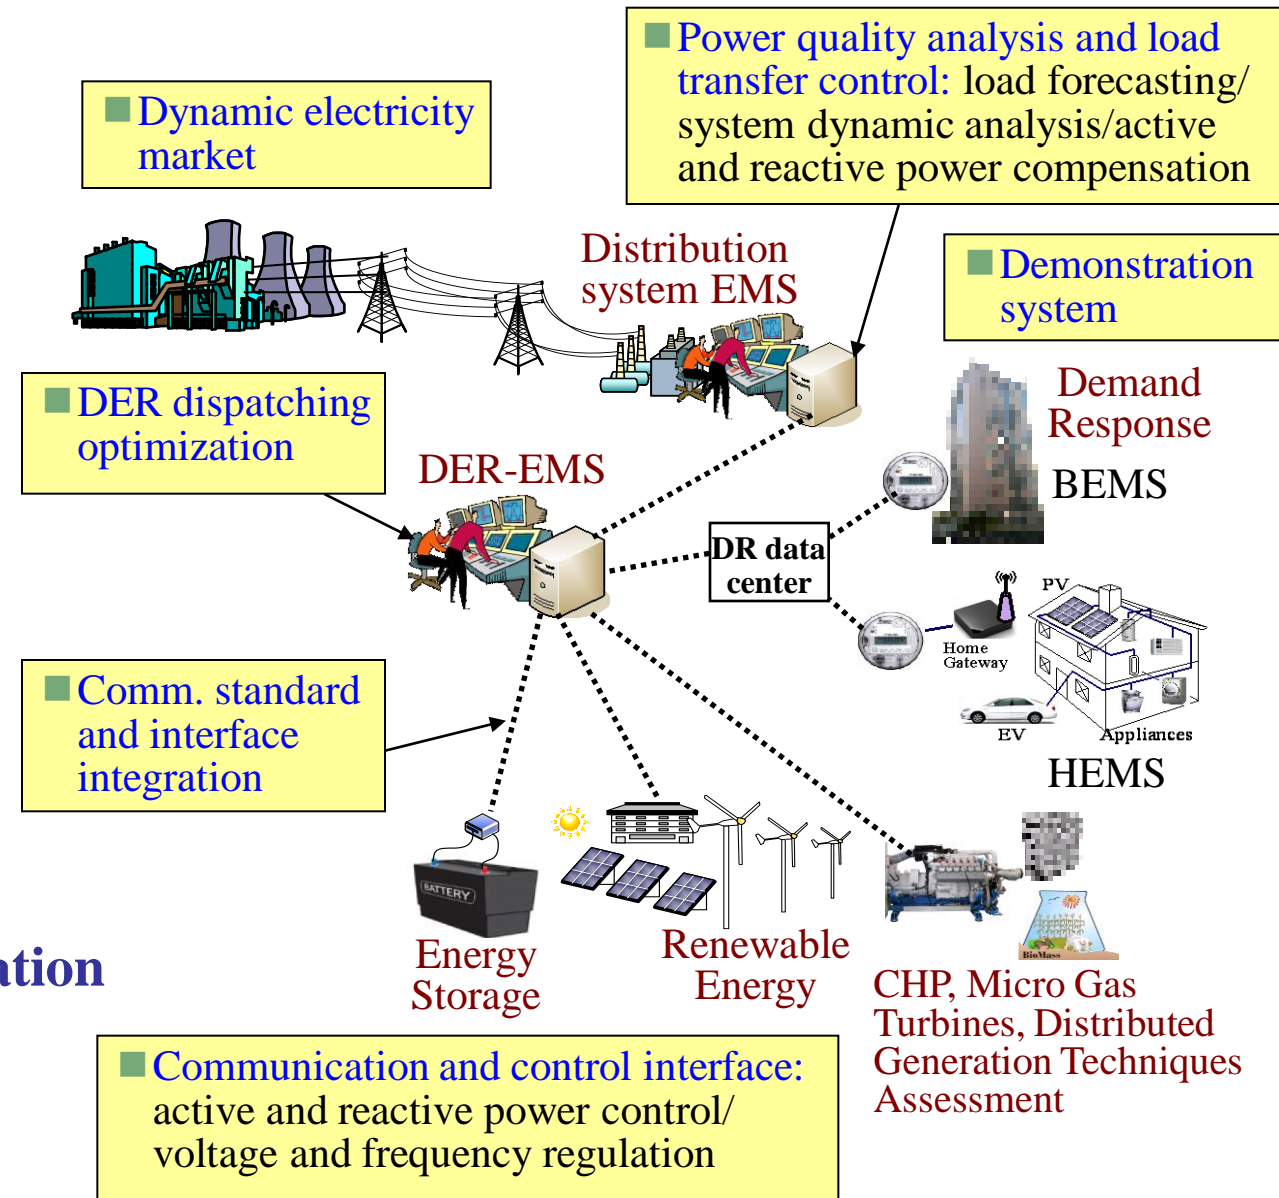 Power quality analysis and load
transfer control: load forecasting/
system dynamic analysis/active
and reactive power compensation
Dynamic electricity
market
Distribution
system EMS
Demonstration
system
DER dispatching
optimization
DER-EMS
Demand
Response
BEMS
DR data
center
PV
Home
Gateway
EV
Appliances
HEMS
Comm. standard
and interface
integration
BATTERY
BioMass
Energy
Storage
Renewable
Energy
CHP, Micro Gas
Turbines, Distributed
Generation Techniques
Assessment
ation
Communication and control interface:
active and reactive power control/
voltage and frequency regulation